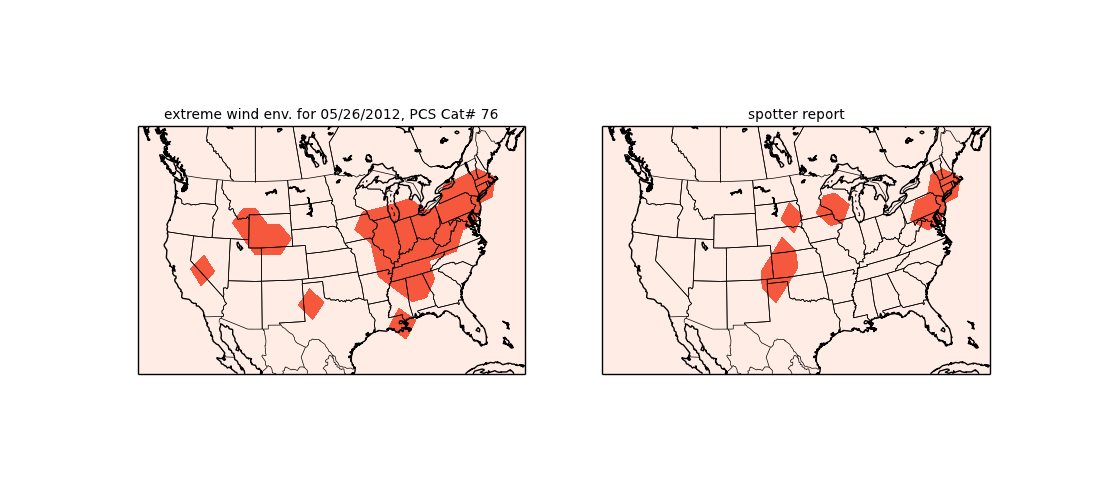 extreme wind env. for 05/26/2012, PCS Cat# 76
spotter report